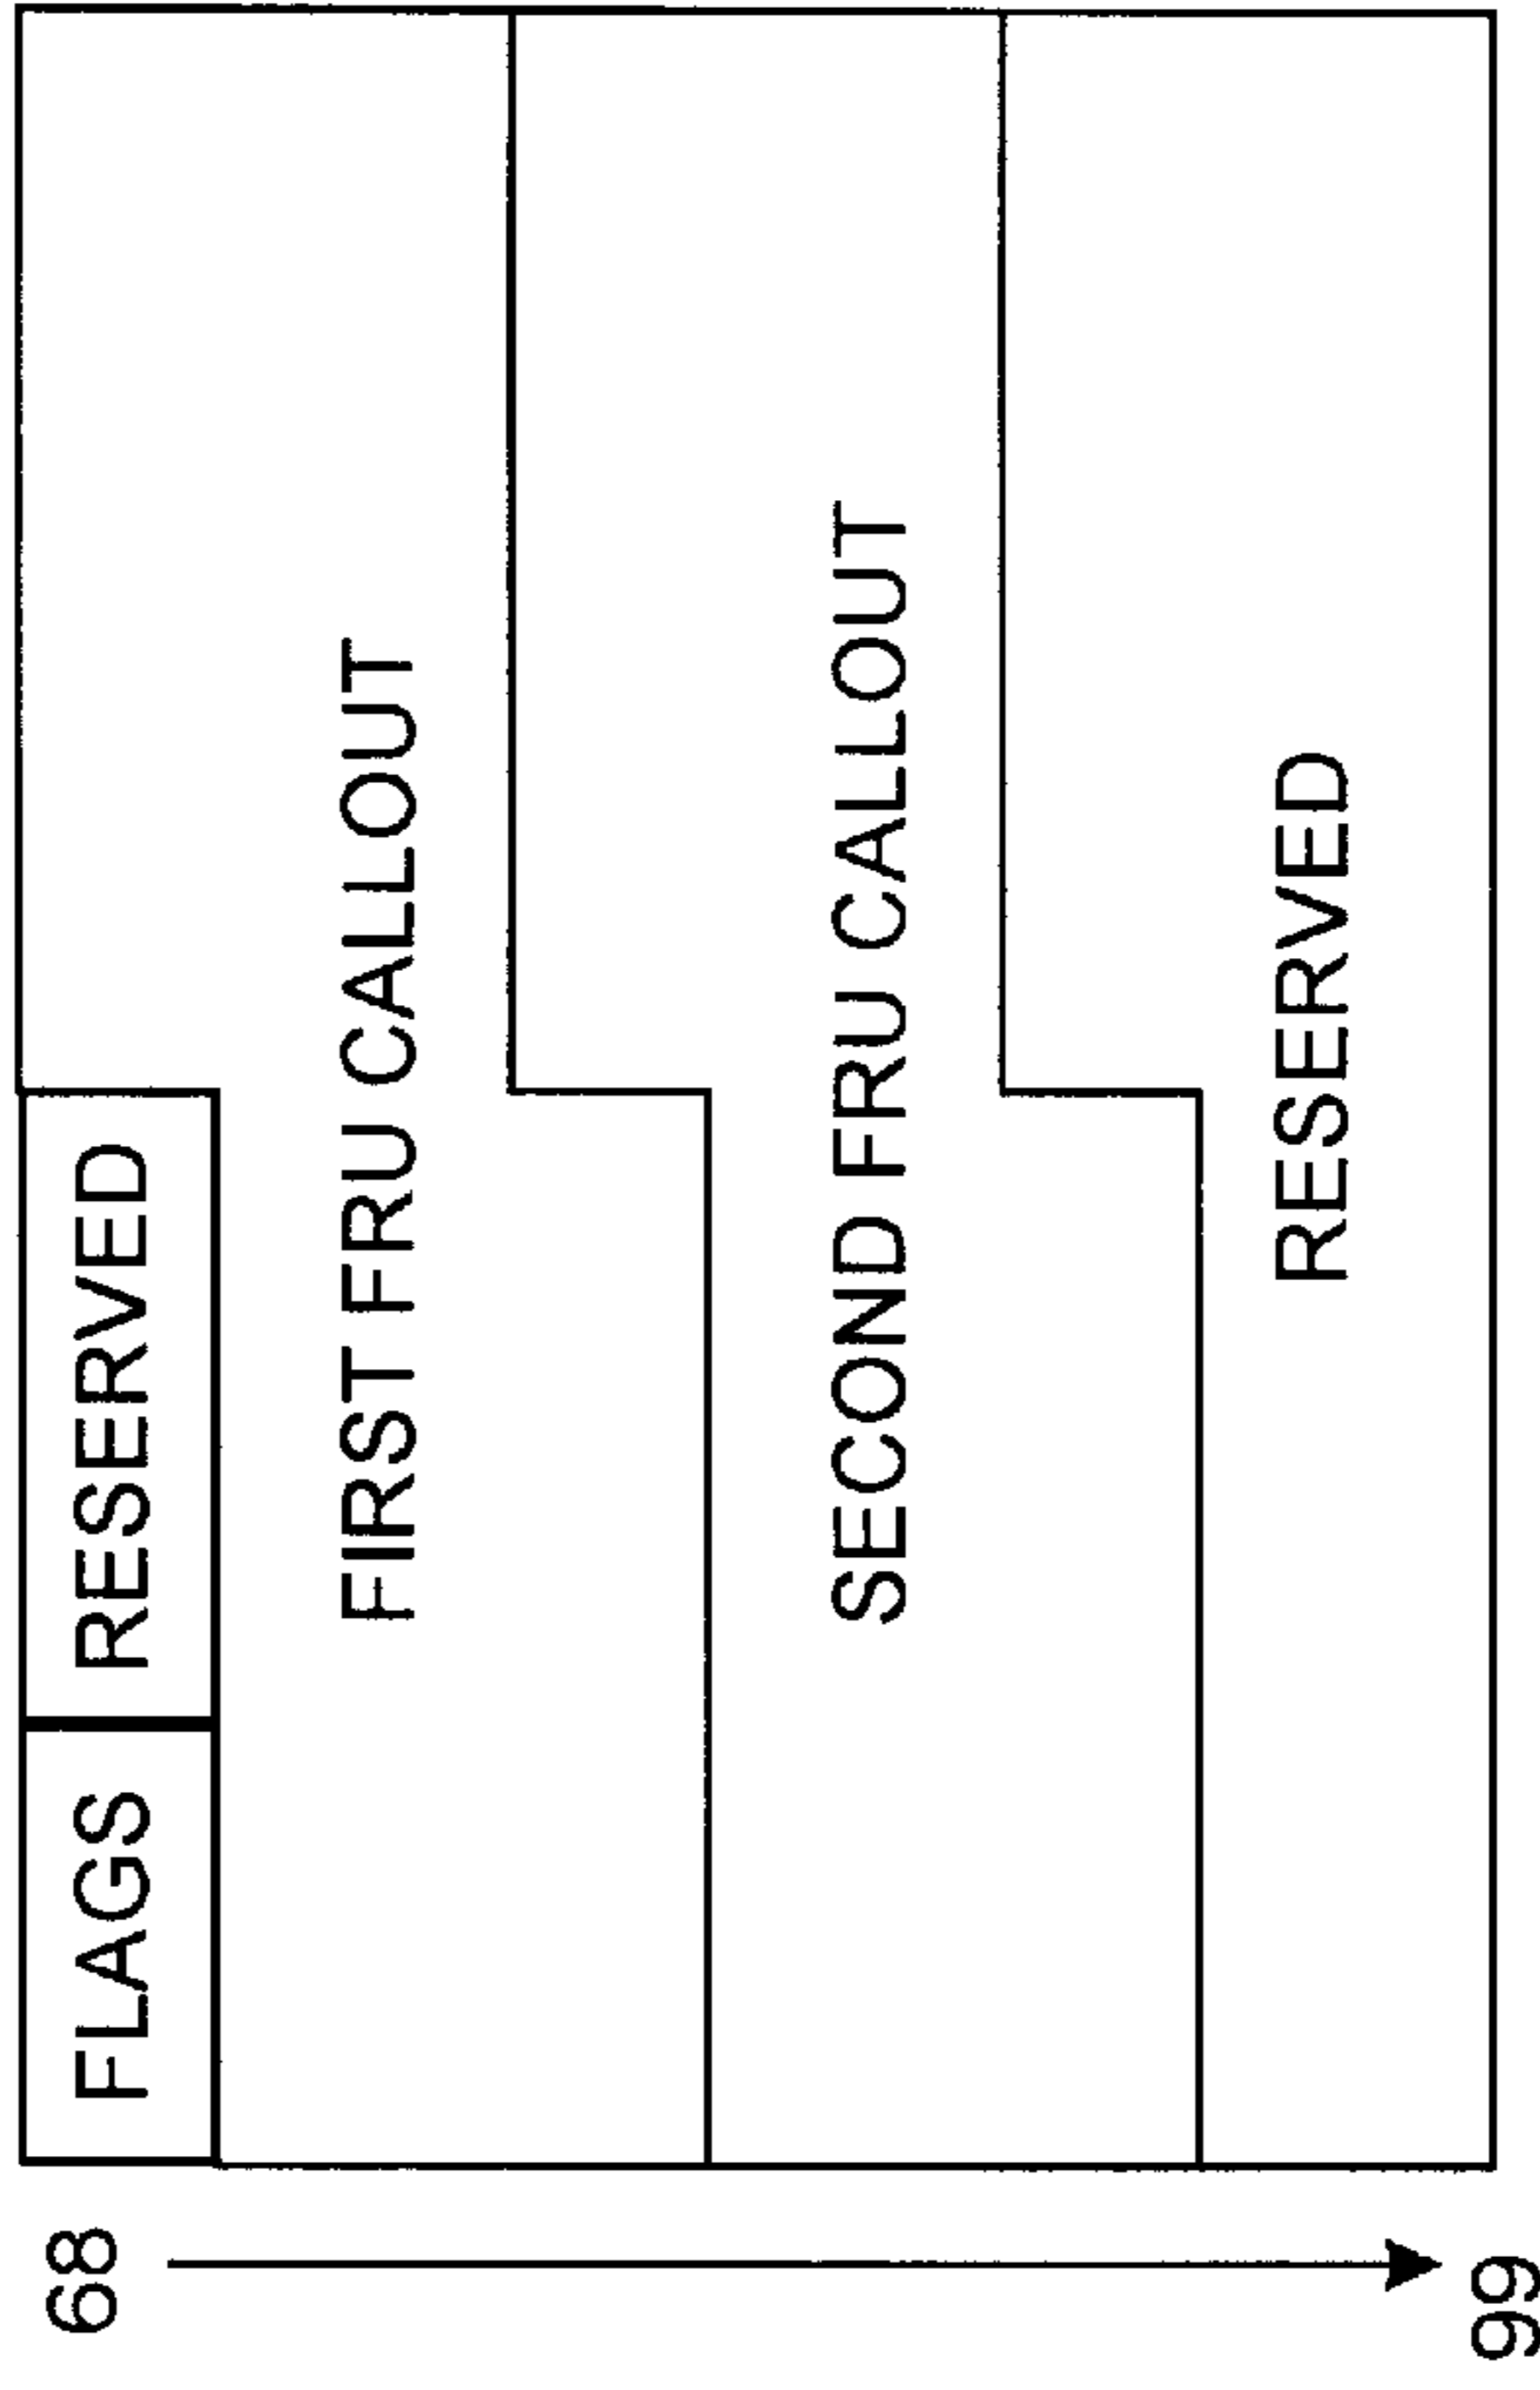 68
FLAGS
RESERVED
FIRST FRU CALLOUT
SECOND FRU CALLOUT
RESERVED
99